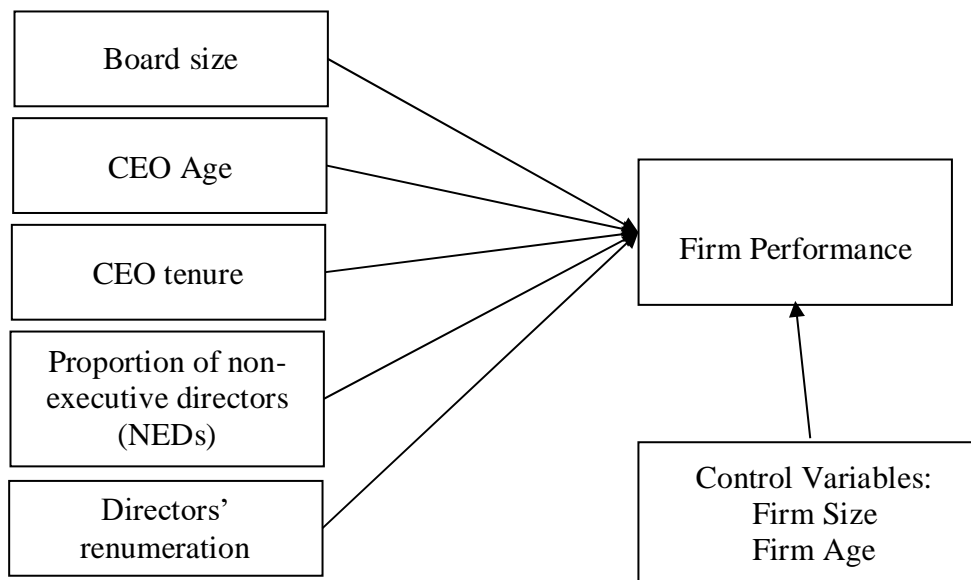 Board size
CEO Age
CEO tenure
Proportion of non-
executive directors
(NEDs)
Directors’
renumeration
Firm Performance
Control Variables:
Firm Size
Firm Age